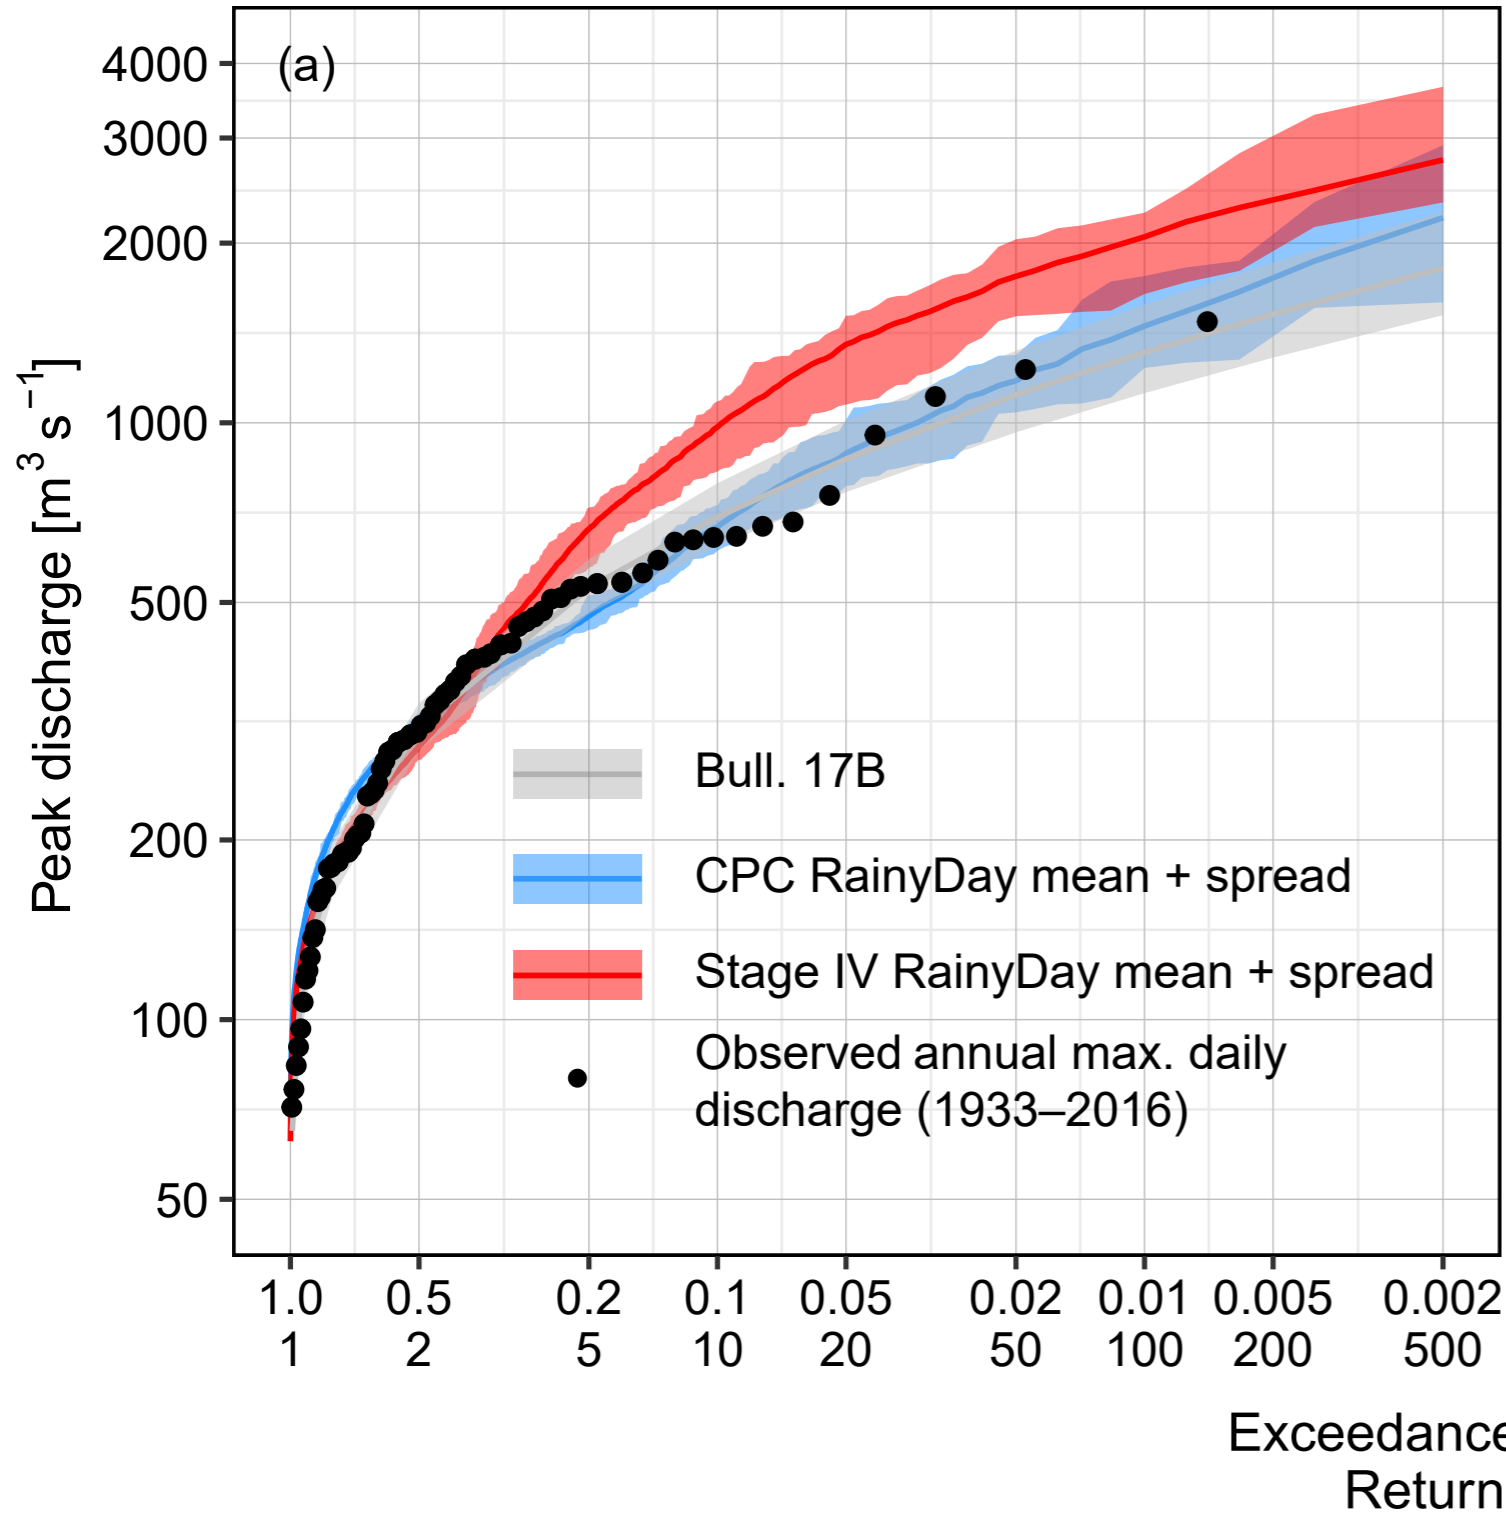 (a)
4000
3000
2000
1000
500
200
100
50
Peak discharge [m³ s⁻¹]
Bull. 17B
CPC RainyDay mean + spread
Stage IV RainyDay mean + spread
Observed annual max. daily
discharge (1933–2016)
1.0 0.5 0.2 0.1 0.05 0.02 0.01 0.005 0.002
1 2 5 10 20 50 100 200 500
Exceedance
Return